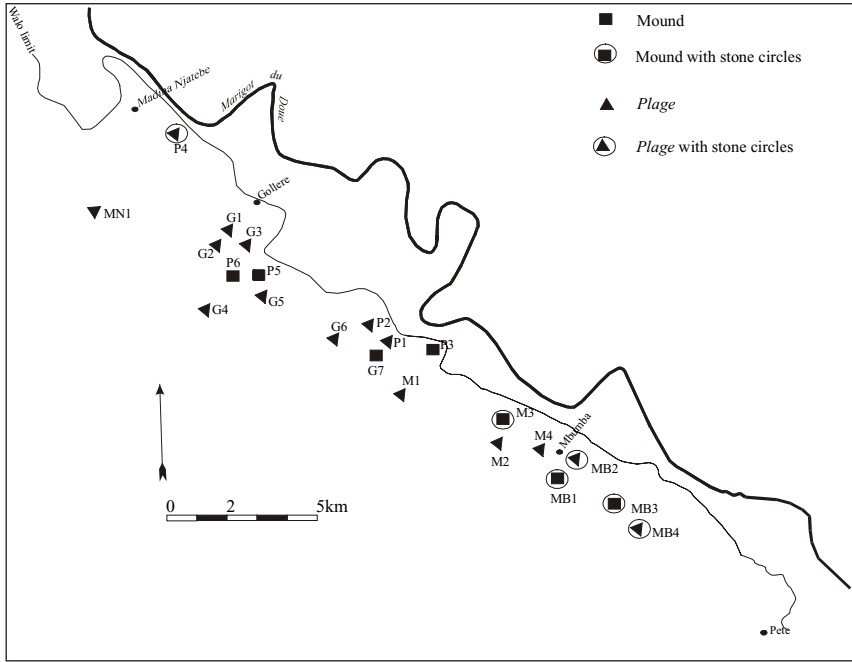 Walo limit
Madina Njatebe
Marigot
du
Doue
Mound
Mound with stone circles
Plage
Plage with stone circles
P4
MN1
Gollere
G1
G2
G3
P6
P5
G4
G5
G6
P2
P1
P3
G7
M1
M3
M2
M4
Mbumba
MB2
MB1
MB3
MB4
0 2 5km
Pete